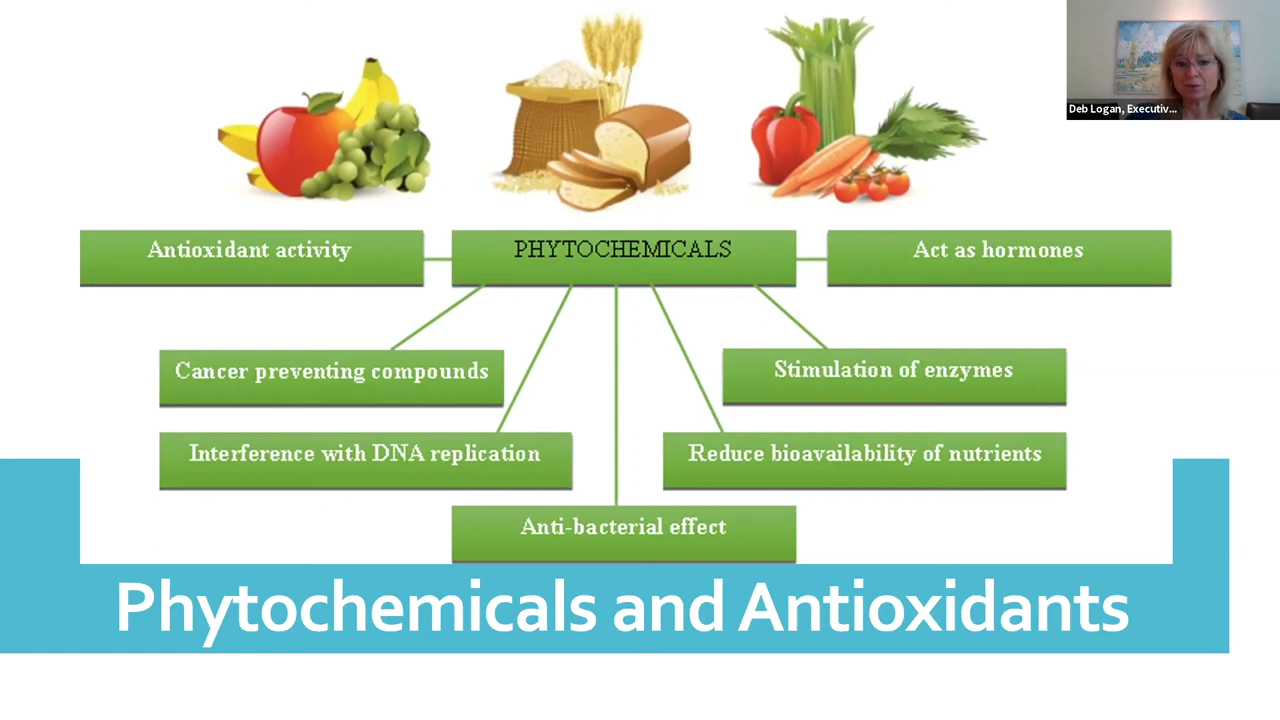 Deb Logan, Executiv...
Antioxidant activity
PHYTOCHEMICALS
Act as hormones
Cancer preventing compounds
Stimulation of enzymes
Interference with DNA replication
Reduce bioavailability of nutrients
Anti-bacterial effect
Phytochemicals and Antioxidants